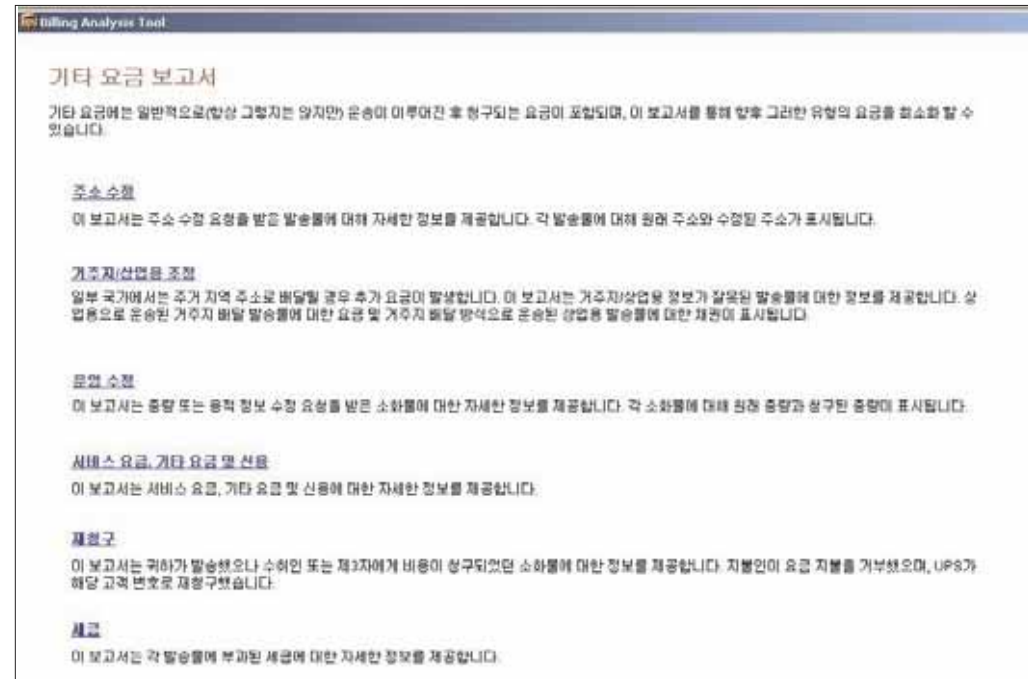 Billing Analysis Tool
기타 요금 보고서
기타 요금에는 일반적으로(항상 그렇지는 않지만) 운송이 이루어진 후 청구되는 요금이 포함되며, 이 보고서를 통해 향후 그러한 유형의 요금을 최소화 할 수
있습니다.
주소 수정
이 보고서는 주소 수정 요청을 받은 발송물에 대해 자세한 정보를 제공합니다. 각 발송물에 대해 원래 주소와 수정된 주소가 표시됩니다.
거주지/상업용 조정
일부 국가에서는 주거 지역 주소로 배달될 경우 추가 요금이 발생합니다. 이 보고서는 거주지/상업용 정보가 잘못된 발송물에 대한 정보를 제공합니다. 상
업용으로 운송된 거주지 배달 발송물에 대한 요금 및 거주지 배달 방식으로 운송된 상업용 발송물에 대한 채권이 표시됩니다.
운영 수정
이 보고서는 중량 또는 용적 정보 수정 요청을 받은 소화물에 대한 자세한 정보를 제공합니다. 각 소화물에 대해 원래 중량과 청구된 중량이 표시됩니다.
서비스 요금, 기타 요금 및 신용
이 보고서는 서비스 요금, 기타 요금 및 신용에 대한 자세한 정보를 제공합니다.
재청구
이 보고서는 귀하가 발송했으나 수취인 또는 제3자에게 비용이 청구되었던 소화물에 대한 정보를 제공합니다. 지불인이 요금 지불을 거부했으며, UPS가
해당 고객 번호로 재청구했습니다.
세금
이 보고서는 각 발송물에 부과된 세금에 대한 자세한 정보를 제공합니다.